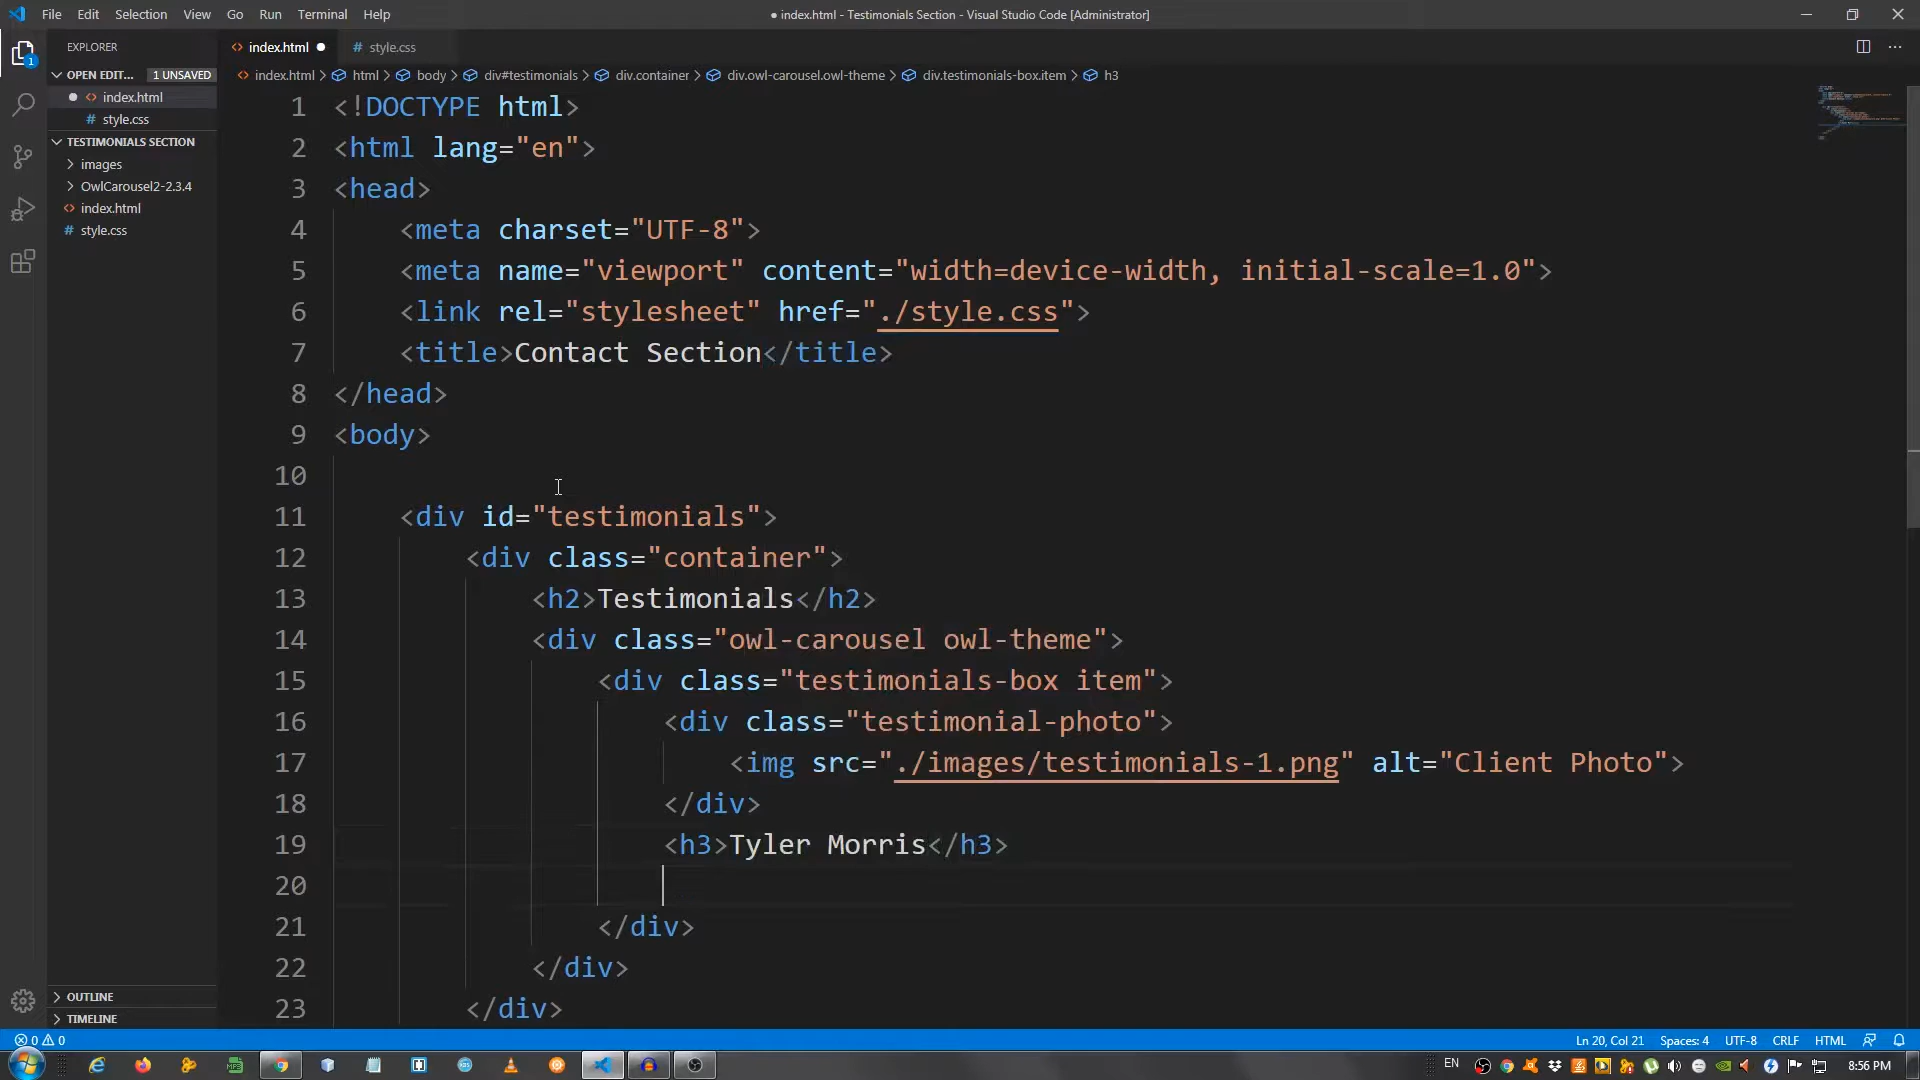 File Edit Selection View Go Run Terminal Help
● index.html - Testimonials Section - Visual Studio Code [Administrator]
EXPLORER
OPEN EDIT... 1 UNSAVED
index.html
style.css
TESTIMONIALS SECTION
images
OwlCarousel2-2.3.4
index.html
style.css
OUTLINE
TIMELINE
index.html ● # style.css
index.html > html > body > div#testimonials > div.container > div.owl-carousel.owl-theme > div.testimonials-box.item > h3
1 <!DOCTYPE html>
2 <html lang="en">
3 <head>
4 <meta charset="UTF-8">
5 <meta name="viewport" content="width=device-width, initial-scale=1.0">
6 <link rel="stylesheet" href="./style.css">
7 <title>Contact Section</title>
8 </head>
9 <body>
10
11 <div id="testimonials">
12 <div class="container">
13 <h2>Testimonials</h2>
14 <div class="owl-carousel owl-theme">
15 <div class="testimonials-box item">
16 <div class="testimonial-photo">
17 <img src="./images/testimonials-1.png" alt="Client Photo">
18 </div>
19 <h3>Tyler Morris</h3>
20
21 </div>
22 </div>
23 </div>
0 0
Ln 20, Col 21 Spaces: 4 UTF-8 CRLF HTML
EN 8:56 PM